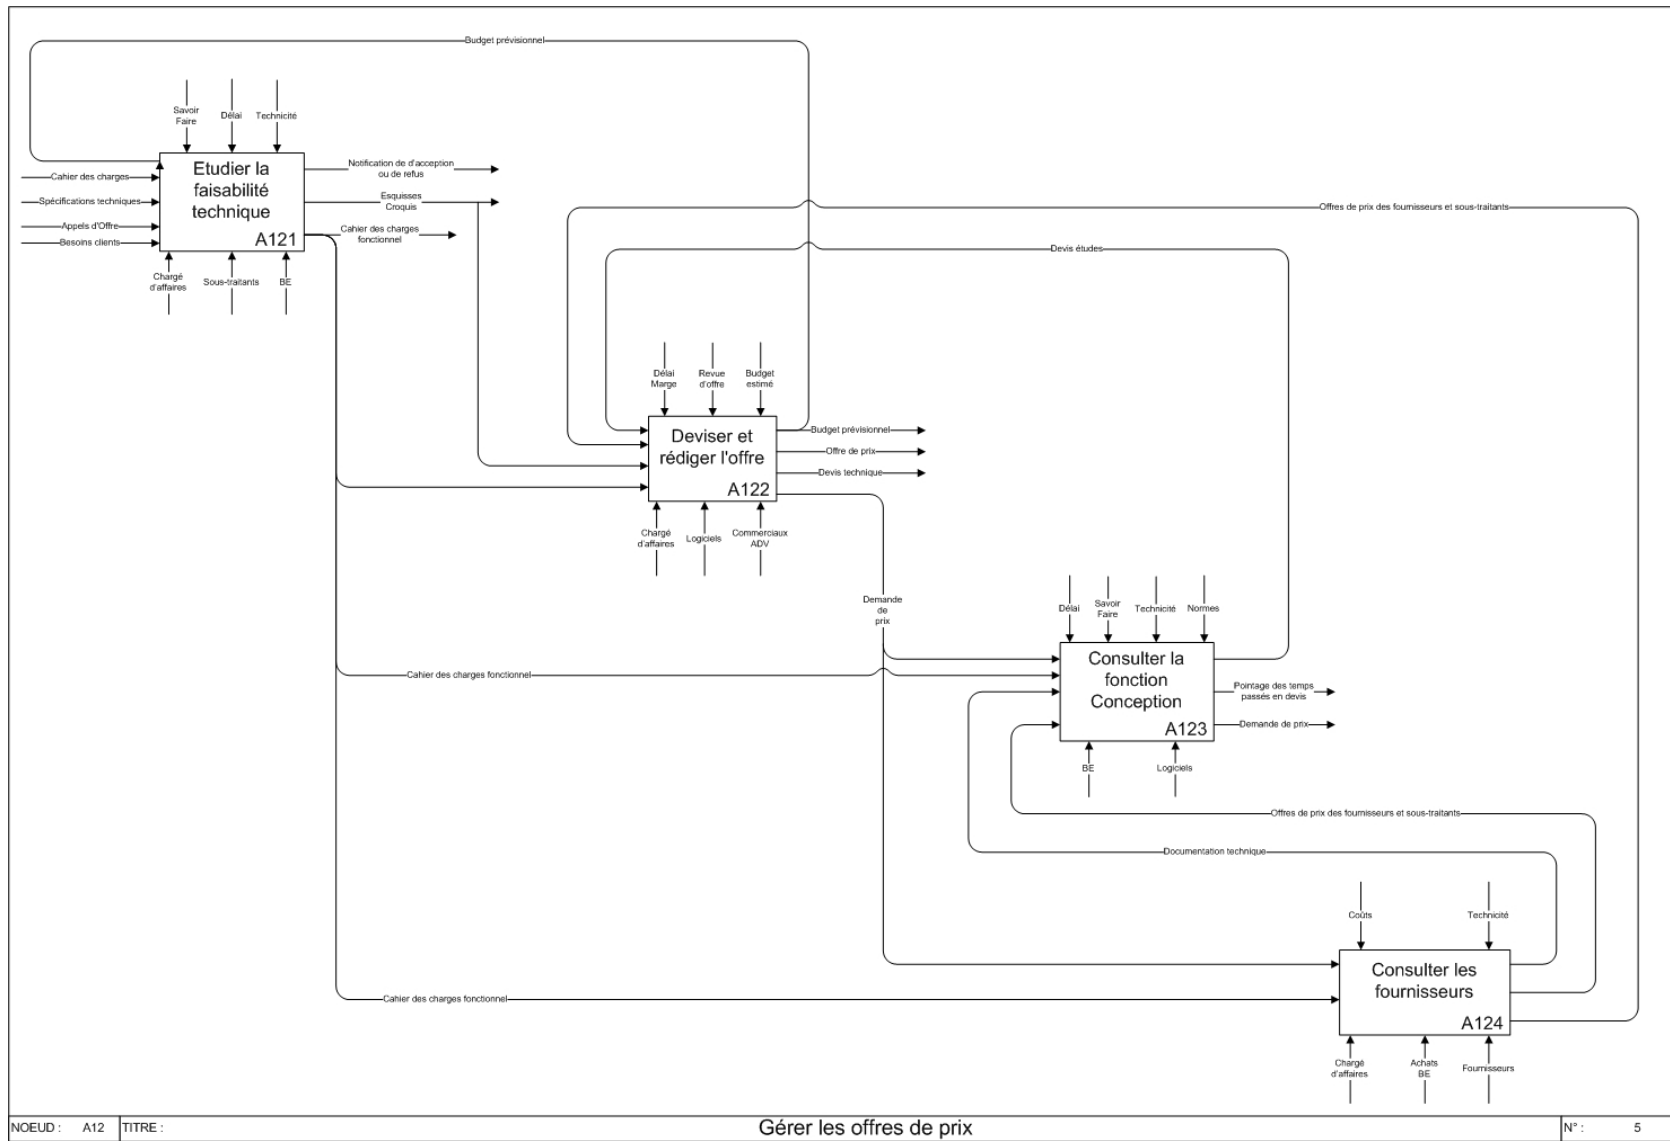 Budget prévisionnel
Savoir
Faire
Délai
Technicité
Cahier des charges
Spécifications techniques
Appels d'Offre
Besoins clients
Etudier la
faisabilité
technique
A121
Notification de d'acception
ou de refus
Esquisses
Croquis
Cahier des charges
fonctionnel
Chargé
d'affaires
Sous-traitants
BE
Offres de prix des fournisseurs et sous-traitants
Devis études
Délai
Marge
Revue
d'offre
Budget
estimé
Deviser et
rédiger l'offre
A122
Budget prévisionnel
Offre de prix
Devis technique
Chargé
d'affaires
Logiciels
Commerciaux
ADV
Demande
de
prix
Délai
Savoir
Faire
Technicité
Normes
Cahier des charges fonctionnel
Consulter la
fonction
Conception
A123
Pointage des temps
passés en devis
Demande de prix
BE
Logiciels
Offres de prix des fournisseurs et sous-traitants
Documentation technique
Coûts
Technicité
Cahier des charges fonctionnel
Consulter les
fournisseurs
A124
Chargé
d'affaires
Achats
BE
Fournisseurs
NOEUD : A12 TITRE : Gérer les offres de prix N° : 5